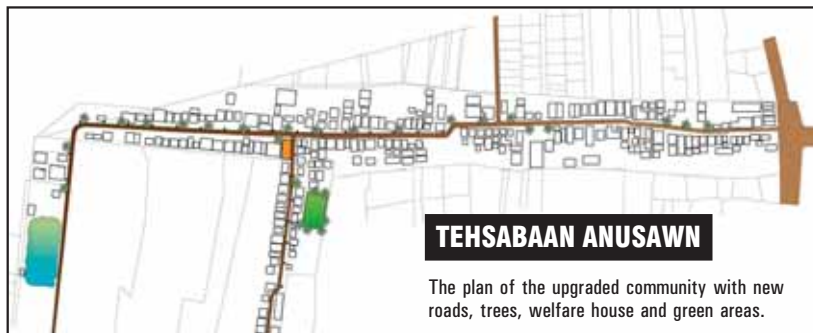 TEHSABAAN ANUSAWN
The plan of the upgraded community with new
roads, trees, welfare house and green areas.